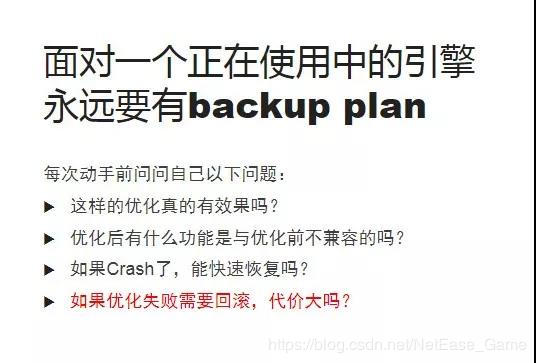 面对一个正在使用中的引擎
永远要有backup plan
每次动手前问问自己以下问题：
▶ 这样的优化真的有效果吗？
▶ 优化后有什么功能是与优化前不兼容的吗？
▶ 如果Crash了，能快速恢复吗？
▶ 如果优化失败需要回滚，代价大吗？
https://blog.csdn.net/NetEase_Game